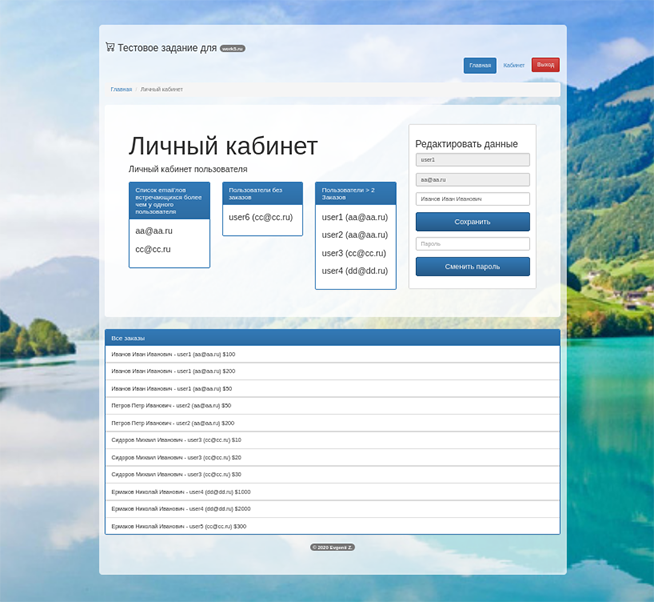 Тестовое задание для work5.ru
Главная Кабинет Выход
Главная / Личный кабинет
Личный кабинет
Личный кабинет пользователя
Список email'лов
встречающихся более
чем у одного
пользователя
aa@aa.ru
cc@cc.ru
Пользователи без
заказов
user6 (cc@cc.ru)
Пользователи > 2
Заказов
user1 (aa@aa.ru)
user2 (aa@aa.ru)
user3 (cc@cc.ru)
user4 (dd@dd.ru)
Редактировать данные
user1
aa@aa.ru
Иванов Иван Иванович
Сохранить
Пароль
Сменить пароль
Все заказы
Иванов Иван Иванович - user1 (aa@aa.ru) $100
Иванов Иван Иванович - user1 (aa@aa.ru) $200
Иванов Иван Иванович - user1 (aa@aa.ru) $50
Петров Петр Иванович - user2 (aa@aa.ru) $50
Петров Петр Иванович - user2 (aa@aa.ru) $200
Сидоров Михаил Иванович - user3 (cc@cc.ru) $10
Сидоров Михаил Иванович - user3 (cc@cc.ru) $20
Сидоров Михаил Иванович - user3 (cc@cc.ru) $30
Ермаков Николай Иванович - user4 (dd@dd.ru) $1000
Ермаков Николай Иванович - user4 (dd@dd.ru) $2000
Ермаков Николай Иванович - user5 (cc@cc.ru) $300
© 2020 Evgenii Z.